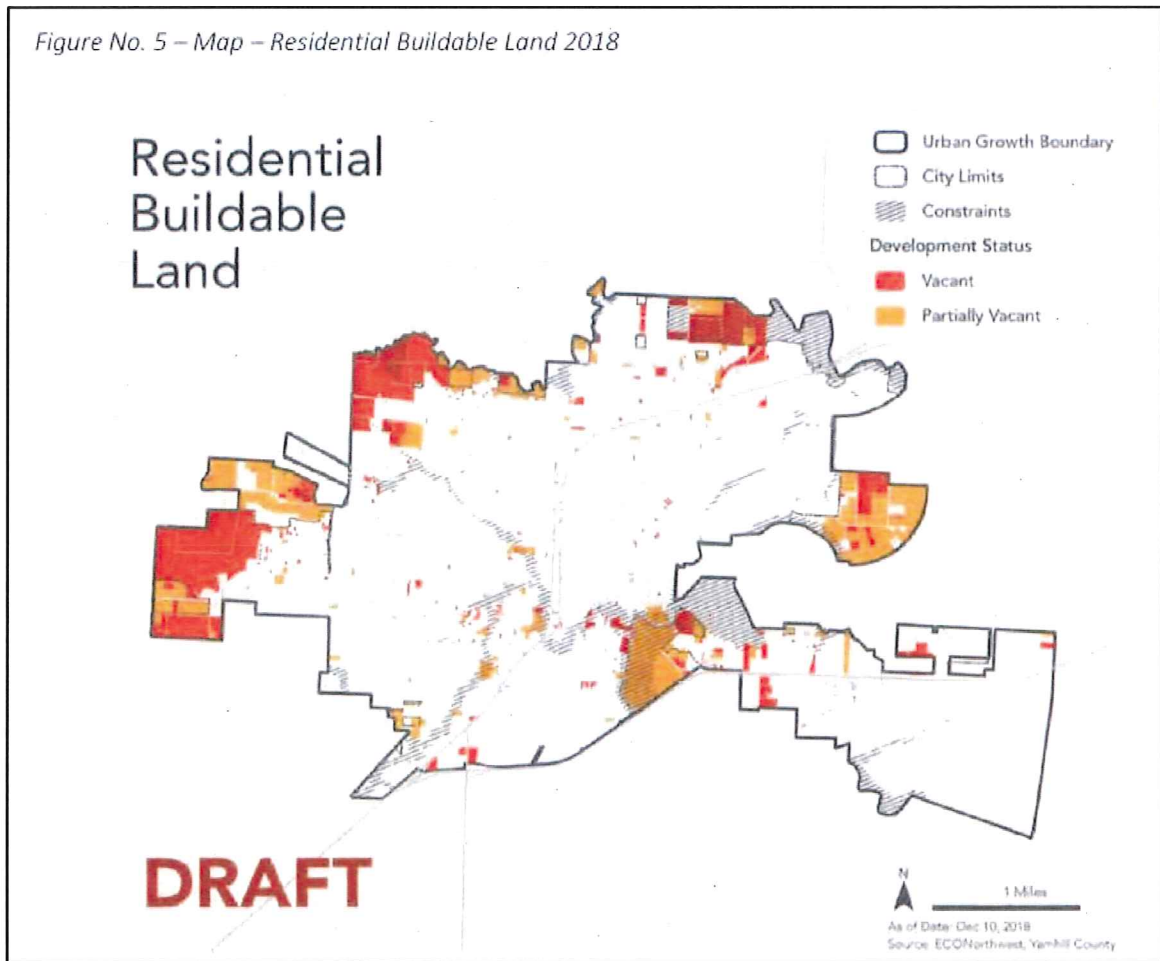 Figure No. 5 – Map – Residential Buildable Land 2018
Residential
Buildable
Land
Urban Growth Boundary
City Limits
Constraints
Development Status
Vacant
Partially Vacant
DRAFT
N
1 Miles
As of Date: Dec 10, 2018
Source: ECONorthwest, Yamhill County